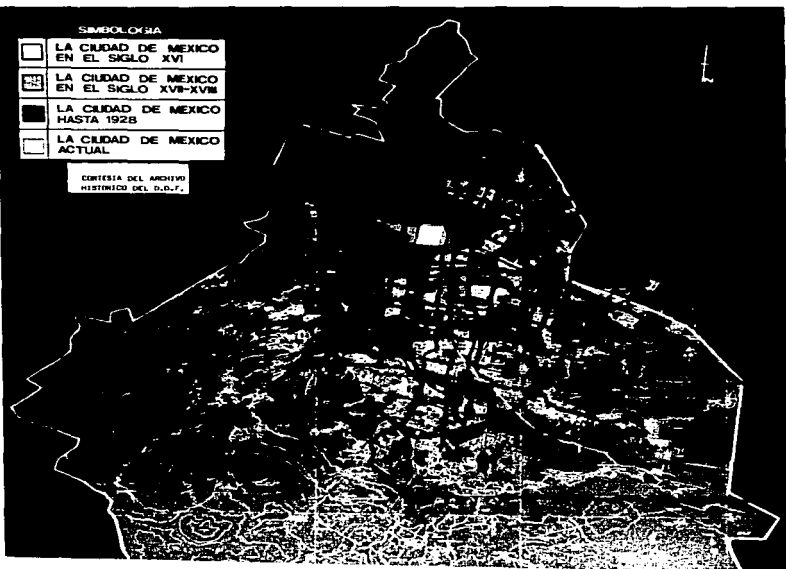 SIMBOLOGIA
LA CIUDAD DE MEXICO
EN EL SIGLO XVI
LA CIUDAD DE MEXICO
EN EL SIGLO XVII-XVIII
LA CIUDAD DE MEXICO
HASTA 1928
LA CIUDAD DE MEXICO
ACTUAL
CORTESIA DEL ARCHIVO
HISTORICO DEL D.D.F.